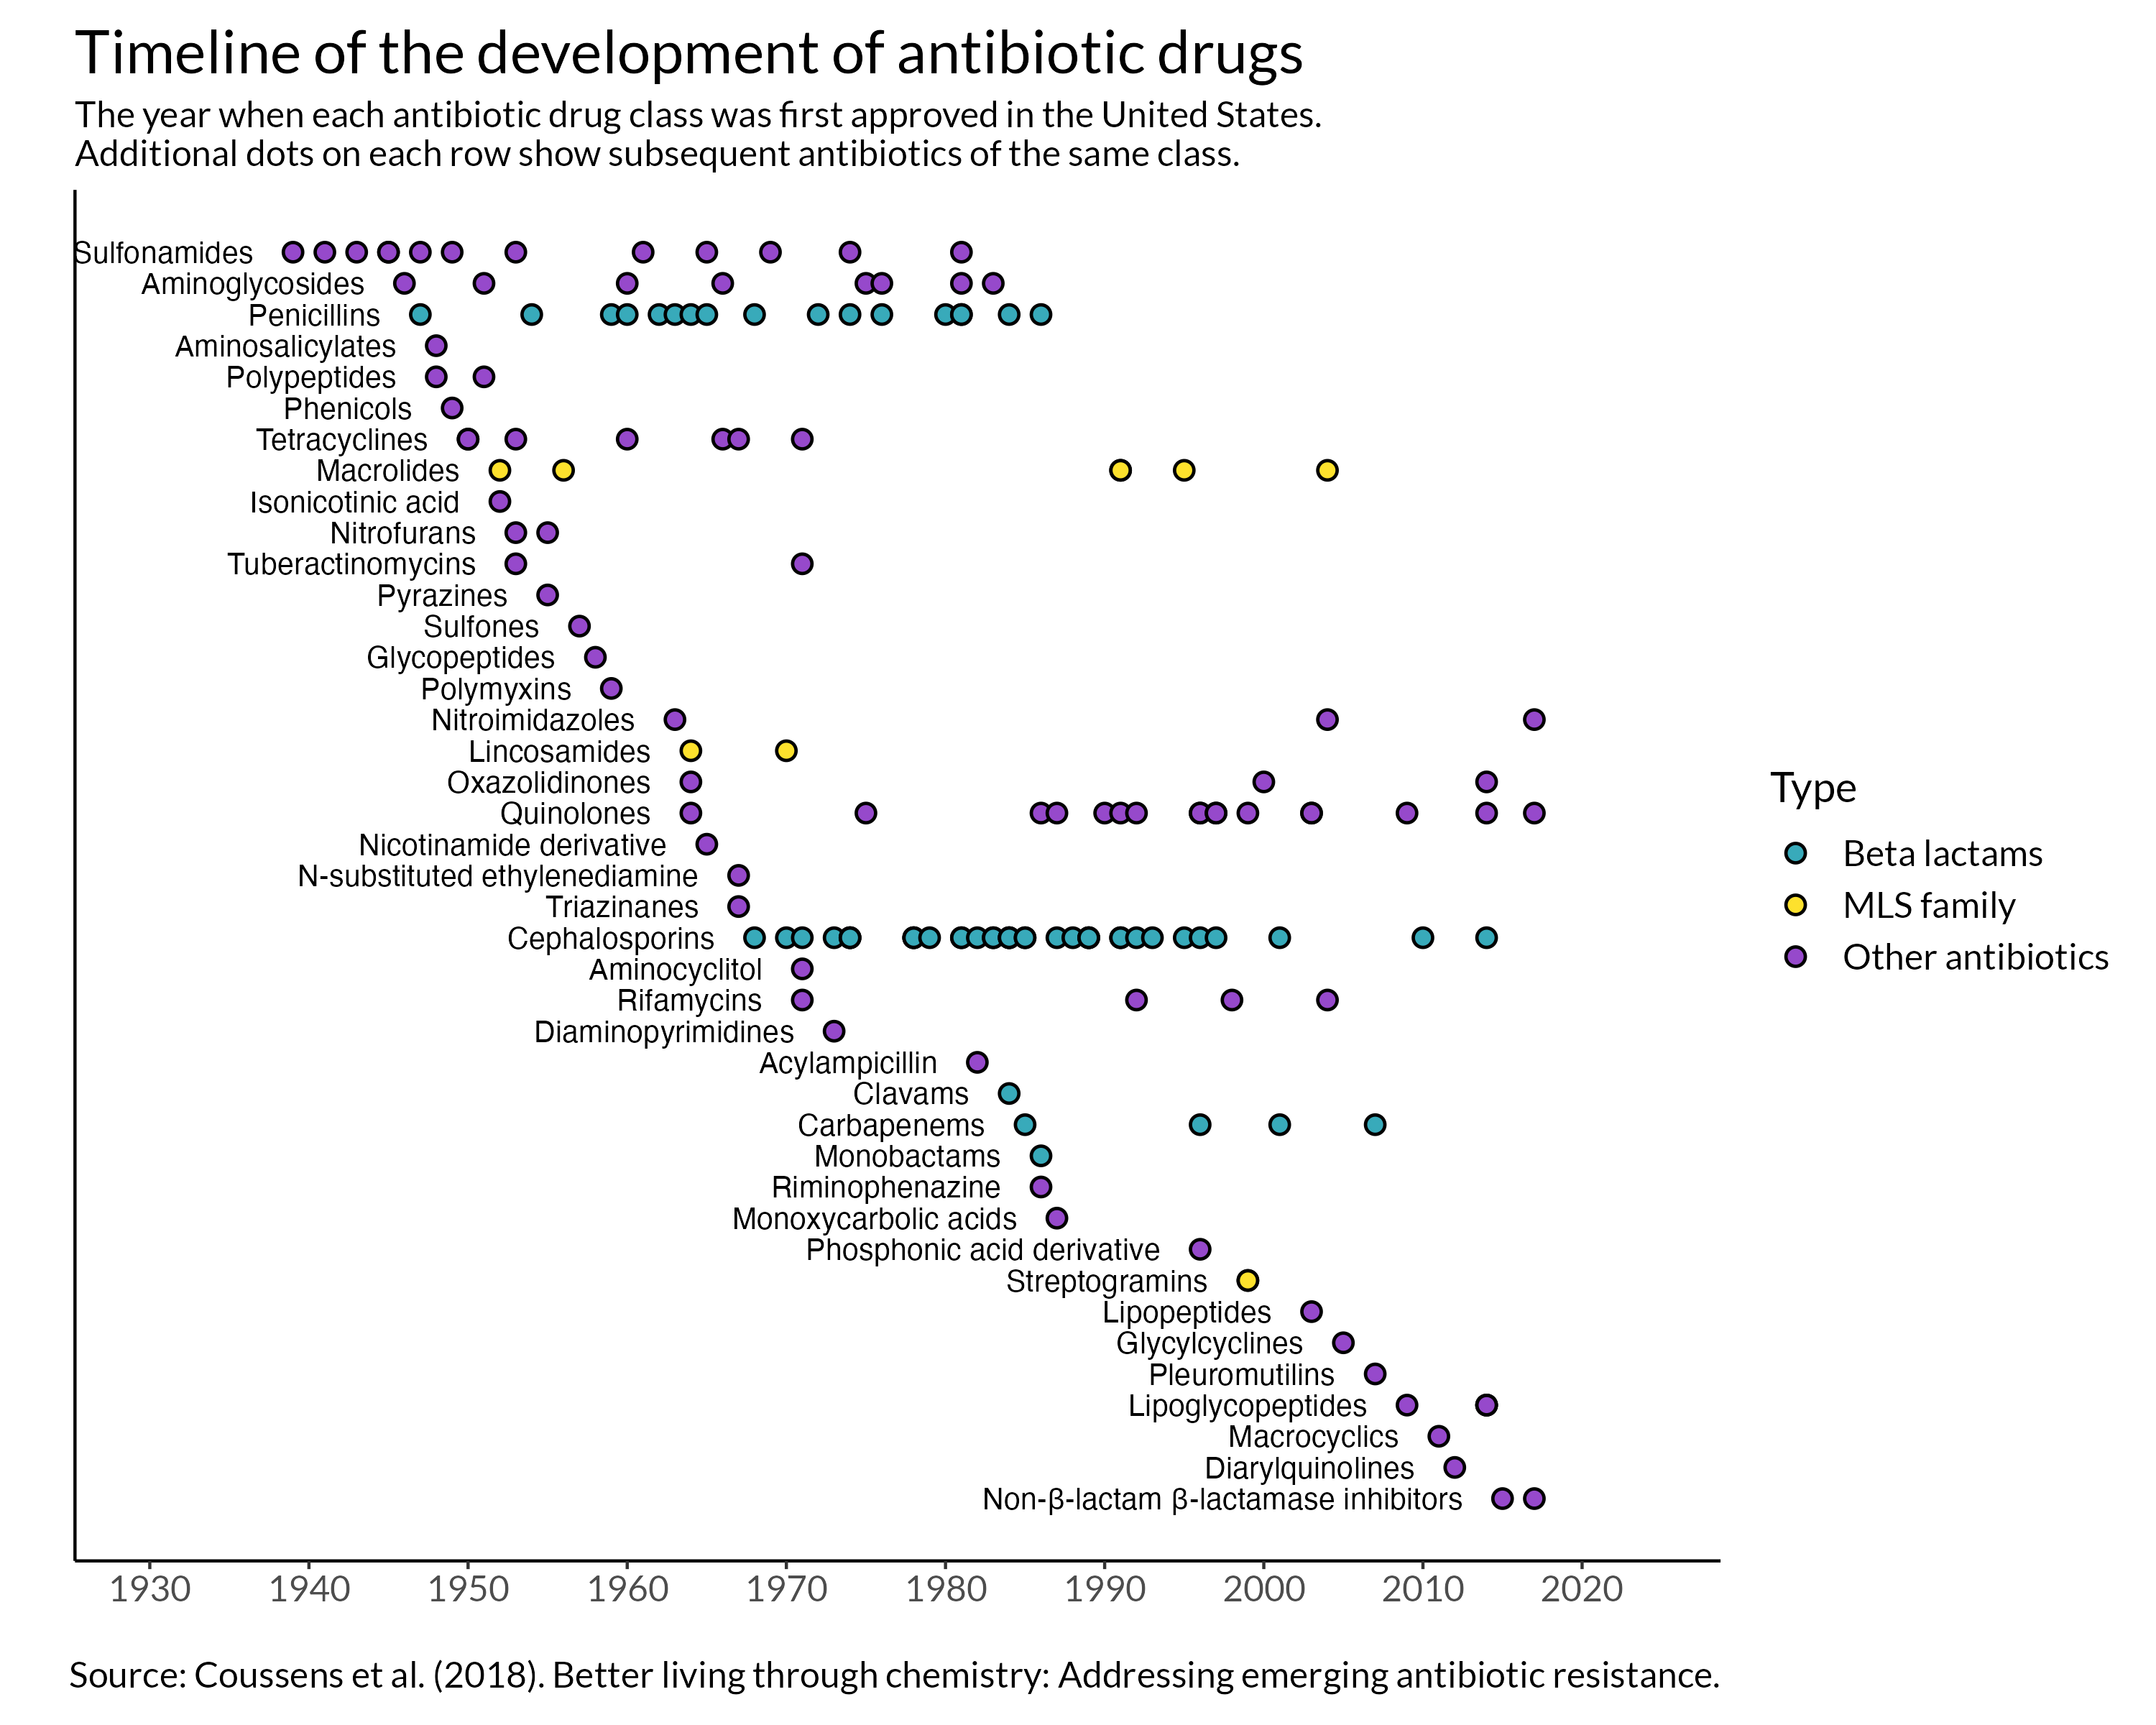 Timeline of the development of antibiotic drugs
The year when each antibiotic drug class was first approved in the United States.
Additional dots on each row show subsequent antibiotics of the same class.
Sulfonamides
Aminoglycosides
Penicillins
Aminosalicylates
Polypeptides
Phenicols
Tetracyclines
Macrolides
Isonicotinic acid
Nitrofurans
Tuberactinomycins
Pyrazines
Sulfones
Glycopeptides
Polymyxins
Nitroimidazoles
Lincosamides
Oxazolidinones
Quinolones
Nicotinamide derivative
N-substituted ethylenediamine
Triazinanes
Cephalosporins
Aminocyclitol
Rifamycins
Diaminopyrimidines
Acylampicillin
Clavams
Carbapenems
Monobactams
Riminophenazine
Monoxycarbolic acids
Phosphonic acid derivative
Streptogramins
Lipopeptides
Glycylcyclines
Pleuromutilins
Lipoglycopeptides
Macrocyclics
Diarylquinolines
Non-β-lactam β-lactamase inhibitors
Type
Beta lactams
MLS family
Other antibiotics
1930 1940 1950 1960 1970 1980 1990 2000 2010 2020
Source: Coussens et al. (2018). Better living through chemistry: Addressing emerging antibiotic resistance.